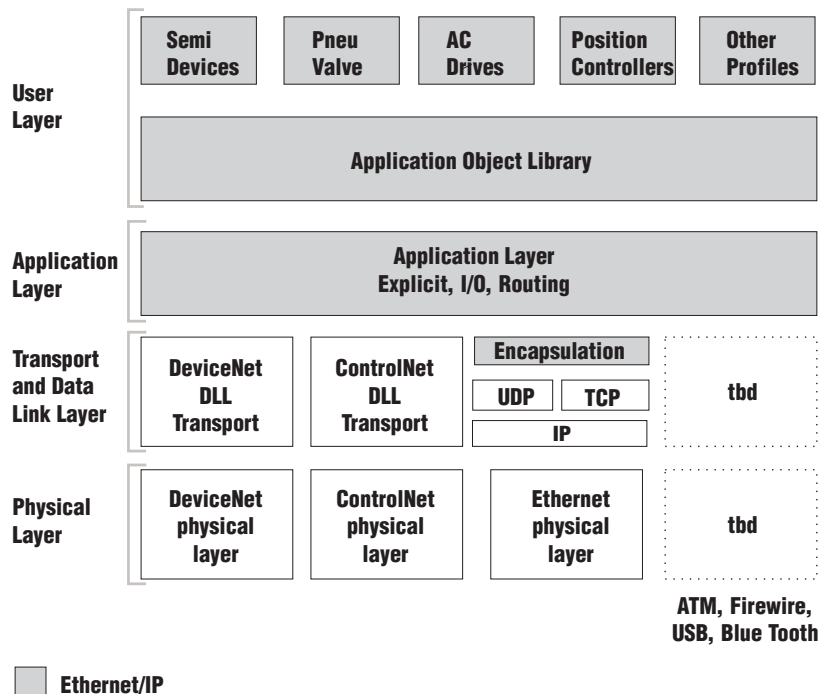 Semi
Devices
Pneu
Valve
AC
Drives
Position
Controllers
Other
Profiles
User
Layer
Application Object Library
Application
Layer
Application Layer
Explicit, I/O, Routing
Transport
and Data
Link Layer
DeviceNet
DLL
Transport
ControlNet
DLL
Transport
Encapsulation
UDP
TCP
IP
tbd
Physical
Layer
DeviceNet
physical
layer
ControlNet
physical
layer
Ethernet
physical
layer
tbd
ATM, Firewire,
USB, Blue Tooth
Ethernet/IP